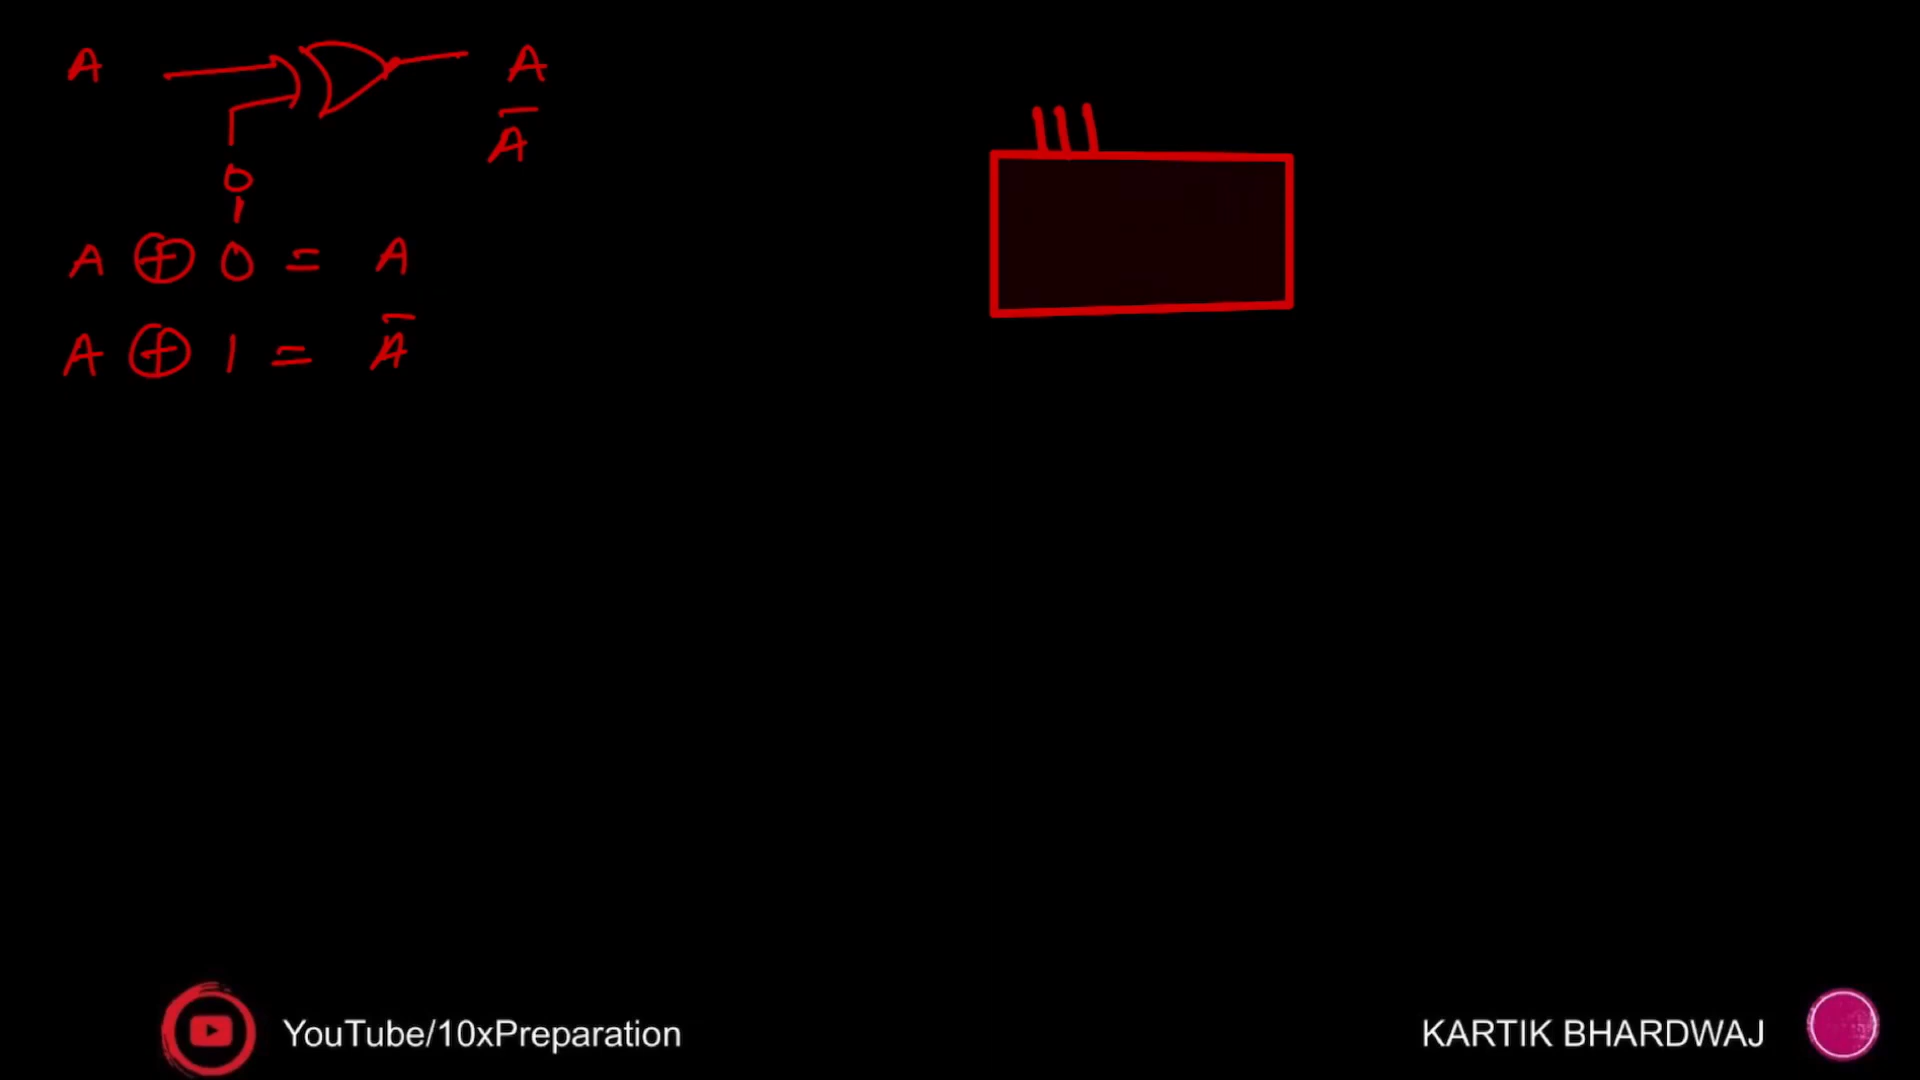 A A
A̅
0
1
A ⊕ 0 = A
A ⊕ 1 = A̅
YouTube/10xPreparation
KARTIK BHARDWAJ